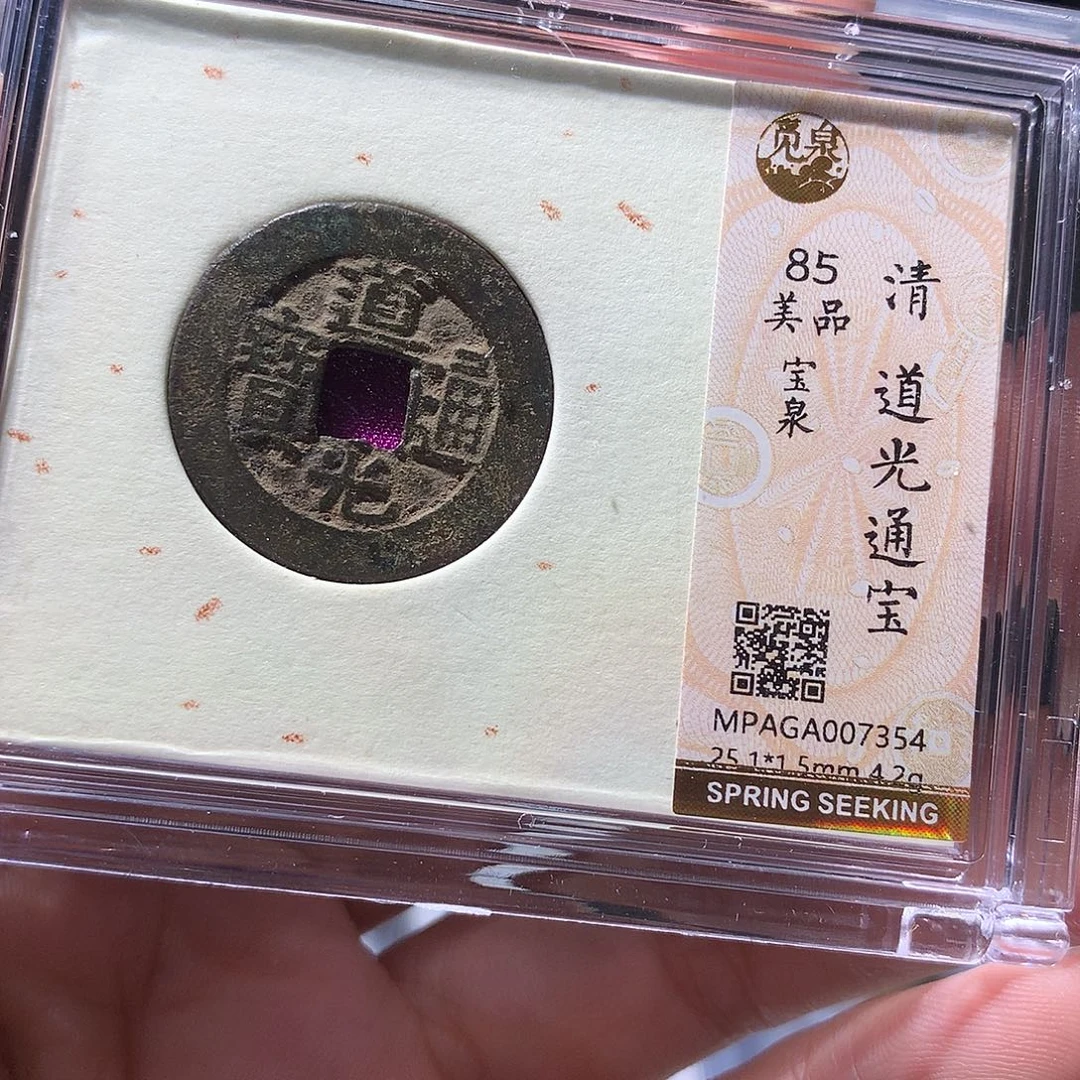 道光通寳
觅泉
清 道光通宝
85
美品
宝泉
MPAGA007354
25.1*1.5mm 4.2g
SPRING SEEKING